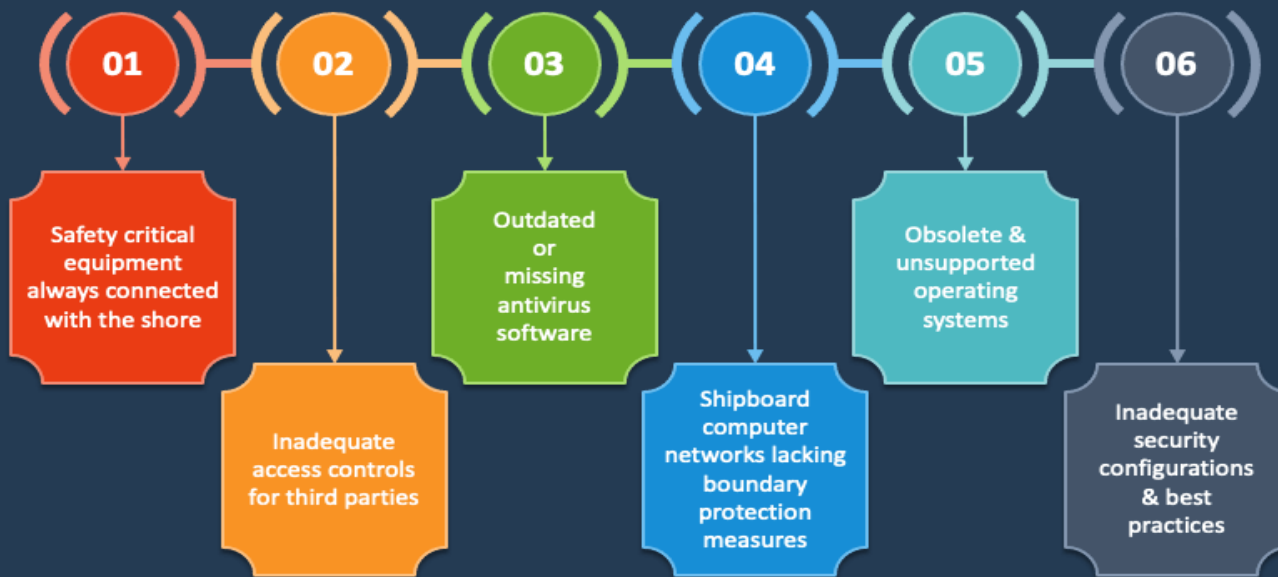 01
02
03
04
05
06
Safety critical
equipment
always connected
with the shore
Inadequate
access controls
for third parties
Outdated
or
missing
antivirus
software
Shipboard
computer
networks lacking
boundary
protection
measures
Obsolete &
unsupported
operating
systems
Inadequate
security
configurations
& best
practices